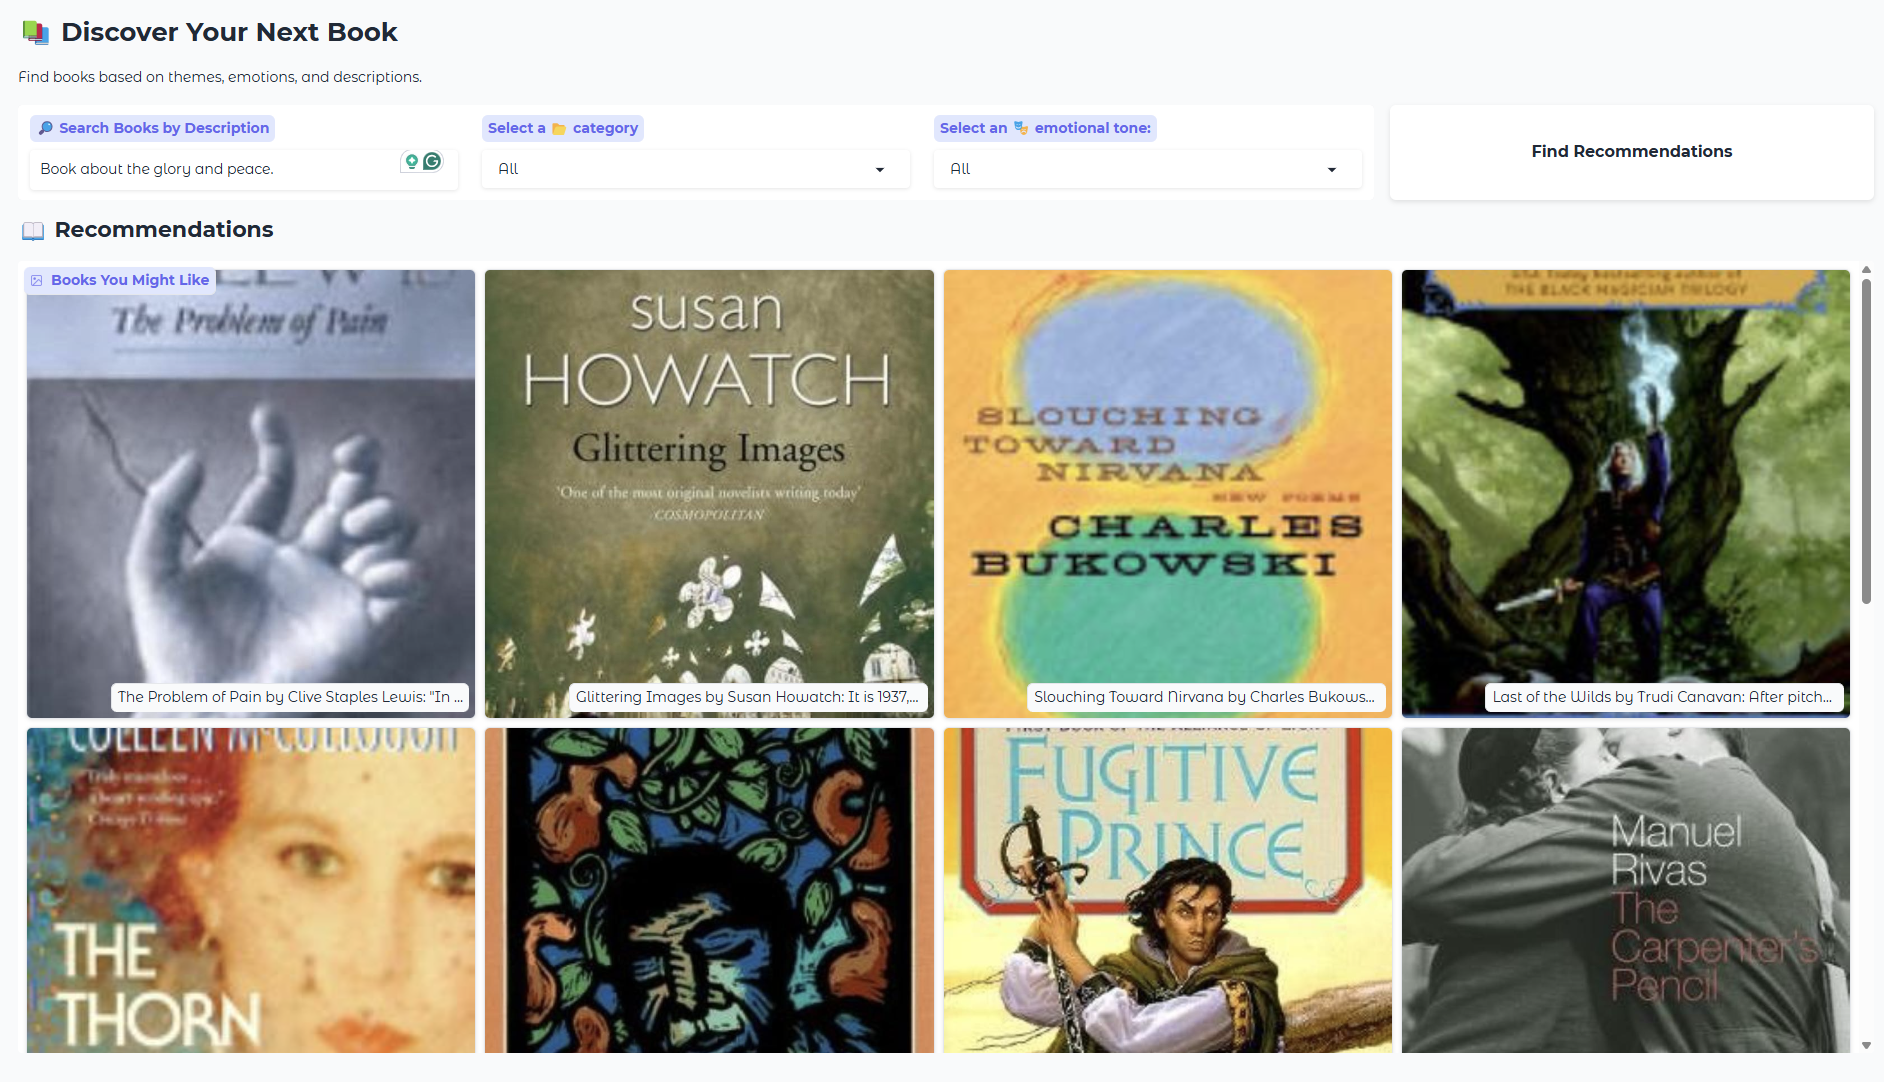 Discover Your Next Book
Find books based on themes, emotions, and descriptions.
Search Books by Description
Select a category
Select an emotional tone:
Book about the glory and peace.
All
All
Find Recommendations
Recommendations
Books You Might Like
The Problem of Pain
The Problem of Pain by Clive Staples Lewis: "In ...
susan
HOWATCH
Glittering Images
'One of the most original novelists writing today'
COSMOPOLITAN
Glittering Images by Susan Howatch: It is 1937,...
SLOUCHING
TOWARD
NIRVANA
NEW POEMS
CHARLES
BUKOWSKI
Slouching Toward Nirvana by Charles Bukows...
USA Today bestselling author of
THE BLACK MAGICIAN TRILOGY
Last of the Wilds by Trudi Canavan: After pitch...
COLLEEN McCULLOUGH
THE
THORN
FUGITIVE
PRINCE
Manuel
Rivas
The
Carpenter's
Pencil